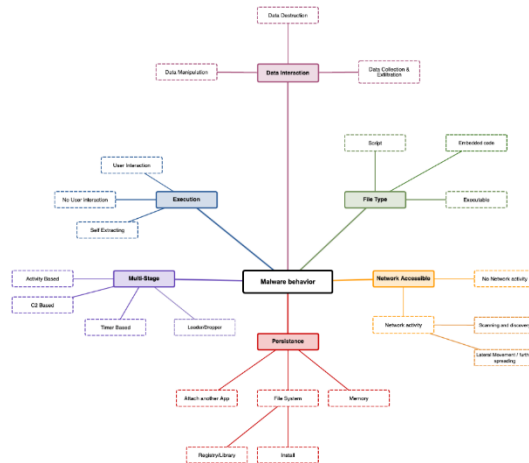 Data Destruction
Data Manipulation
Data Interaction
Data Collection &
Exfiltration
Script
Embedded code
User Interaction
No User Interaction
Execution
File Type
Executable
Self Extracting
Activity Based
Multi-Stage
Malware behavior
Network Accessible
No Network activity
C2 Based
Timer Based
Loader/Dropper
Network activity
Scanning and discovery
Persistence
Lateral Movement /
spreading
Attach another App
File System
Memory
Registry/Library
Install